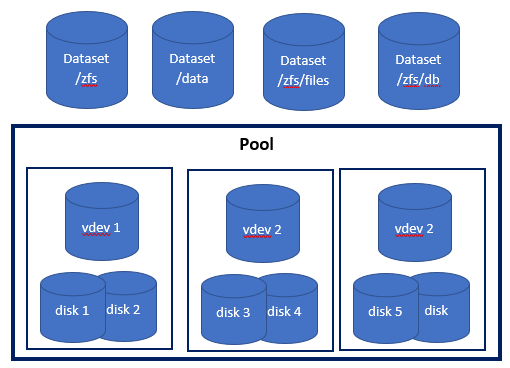 Dataset
/zfs
Dataset
/data
Dataset
/zfs/files
Dataset
/zfs/db
Pool
vdev 1
vdev 2
vdev 2
disk 1
disk 2
disk 3
disk 4
disk 5
disk